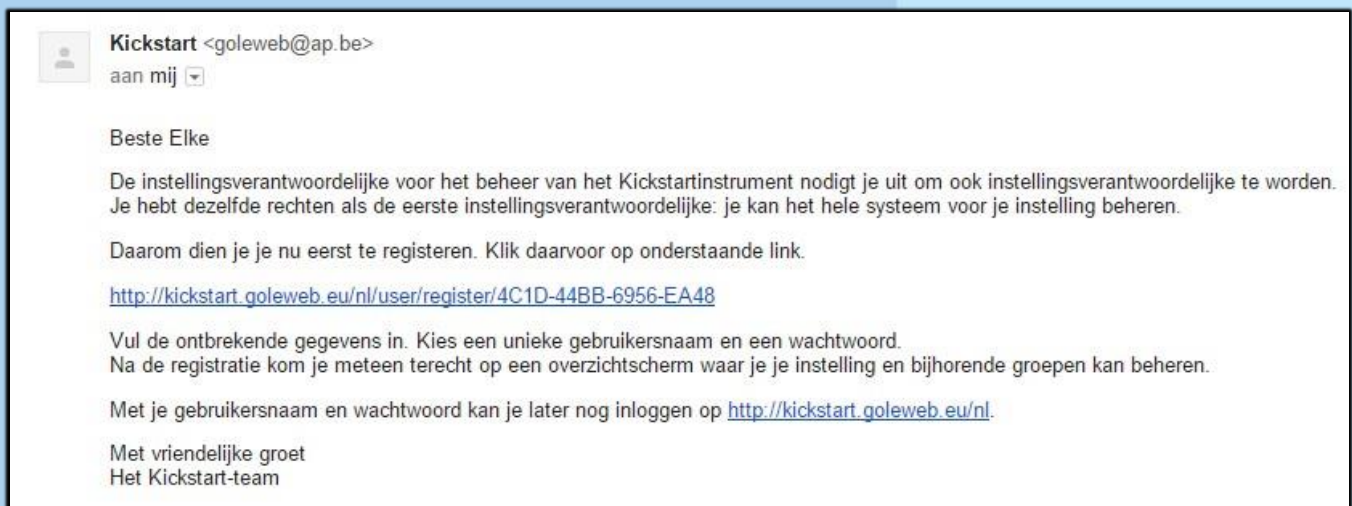 Kickstart <goleweb@ap.be>
aan mij
Beste Elke
De instellingsverantwoordelijke voor het beheer van het Kickstartinstrument nodigt je uit om ook instellingsverantwoordelijke te worden.
Je hebt dezelfde rechten als de eerste instellingsverantwoordelijke: je kan het hele systeem voor je instelling beheren.
Daarom dien je je nu eerst te registeren. Klik daarvoor op onderstaande link.
http://kickstart.goleweb.eu/nl/user/register/4C1D-44BB-6956-EA48
Vul de ontbrekende gegevens in. Kies een unieke gebruikersnaam en een wachtwoord.
Na de registratie kom je meteen terecht op een overzichtscherm waar je je instelling en bijhorende groepen kan beheren.
Met je gebruikersnaam en wachtwoord kan je later nog inloggen op http://kickstart.goleweb.eu/nl.
Met vriendelijke groet
Het Kickstart-team